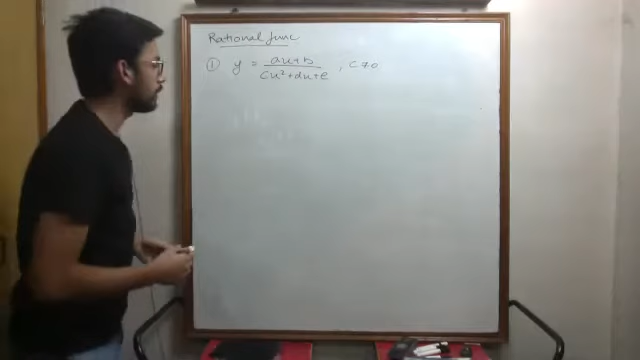 Rational func
① y = ax+b / cx²+dx+e , c≠0